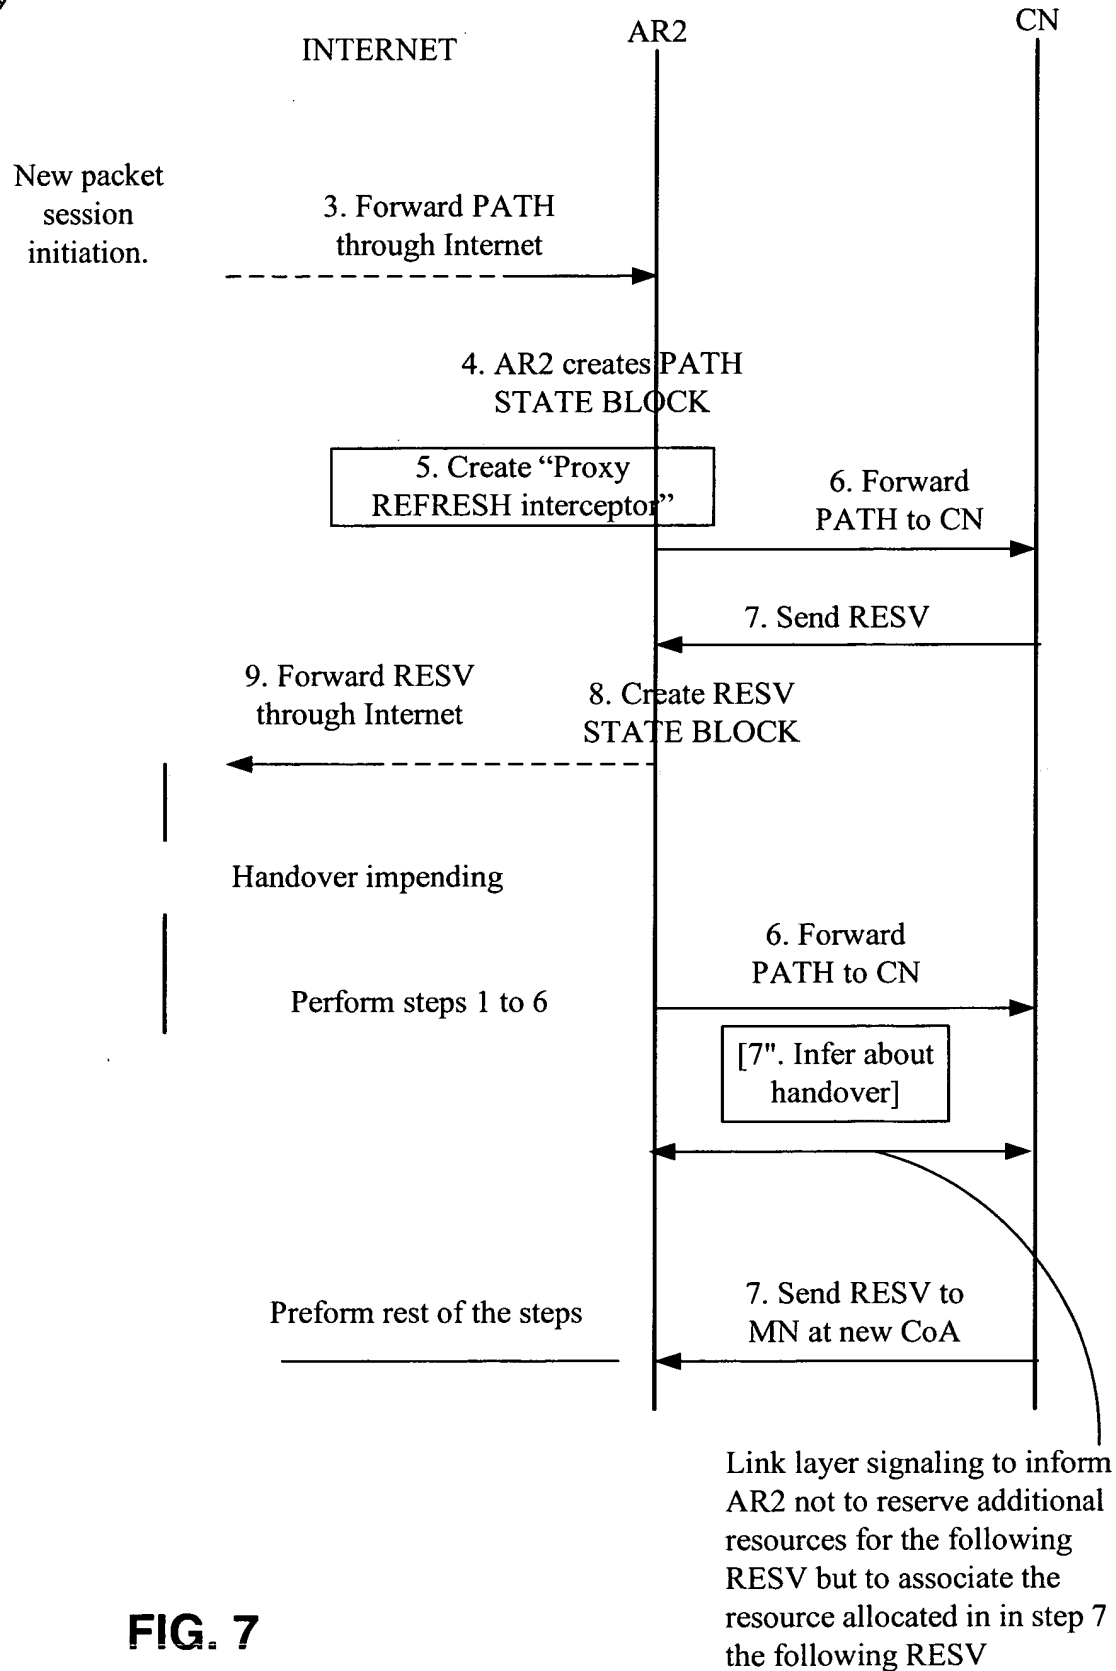 INTERNET
AR2
CN
New packet
session
initiation.
3. Forward PATH
through Internet
4. AR2 creates PATH
STATE BLOCK
5. Create “Proxy
REFRESH interceptor”
6. Forward
PATH to CN
7. Send RESV
9. Forward RESV
through Internet
8. Create RESV
STATE BLOCK
Handover impending
6. Forward
PATH to CN
Perform steps 1 to 6
[7". Infer about
handover]
Preform rest of the steps
7. Send RESV to
MN at new CoA
Link layer signaling to inform
AR2 not to reserve additional
resources for the following
RESV but to associate the
resource allocated in in step 7
the following RESV
FIG. 7